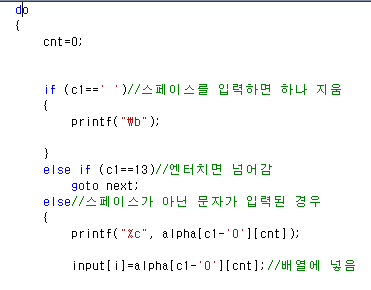 do
{
cnt=0;
if (c1==' ')//스페이스를 입력하면 하나 지움
{
printf("₩b");
}
else if (c1==13)//엔터치면 넘어감
goto next;
else//스페이스가 아닌 문자가 입력된 경우
{
printf("%c", alpha[c1-'0'][cnt]);
input[i]=alpha[c1-'0'][cnt];//배열에 넣음